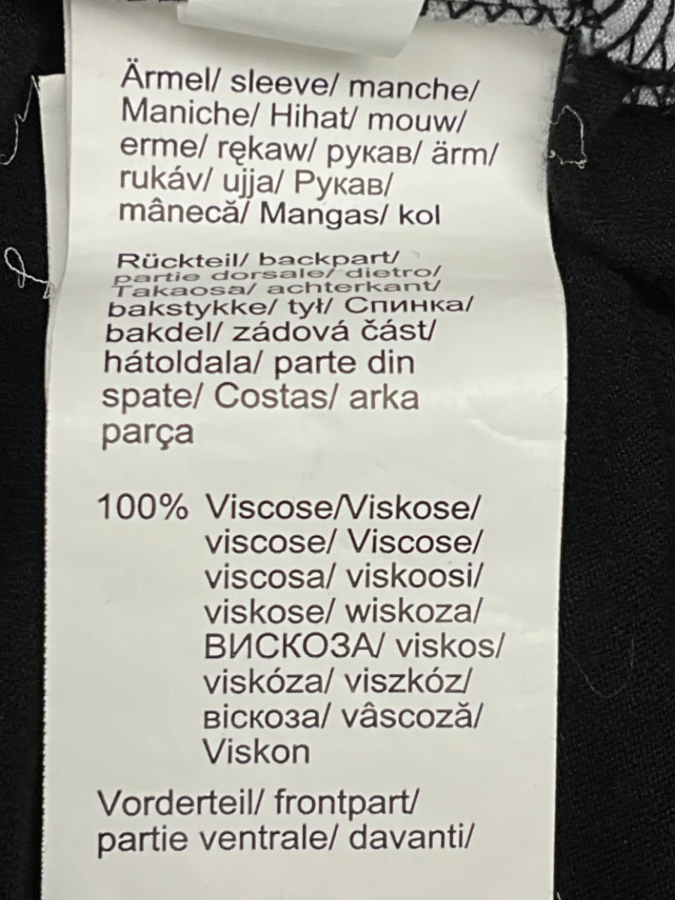 Ärmel/ sleeve/ manche/
Maniche/ Hihat/ mouw/
erme/ rękaw/ рукав/ ärm/
rukáv/ ujja/ Рукав/
mânecă/ Mangas/ kol
Rückteil/ backpart/
partie dorsale/ dietro/
Takaosa/ achterkant/
bakstykke/ tył/ Спинка/
bakdel/ zádová část/
hátoldala/ parte din
spate/ Costas/ arka
parça
100% Viscose/Viskose/
viscose/ Viscose/
viscosa/ viskoosi/
viskose/ wiskoza/
ВИСКОЗА/ viskos/
viskóza/ viszkóz/
віскоза/ vâscoză/
Viskon
Vorderteil/ frontpart/
partie ventrale/ davanti/